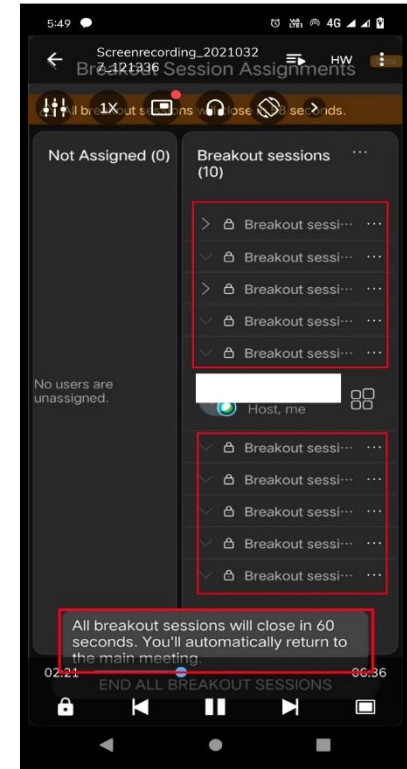 5:49
4G
Screenrecording_2021032
7_121336
HW
Breakout Session Assignments
1X
All breakout sessions will close in 8 seconds.
Not Assigned (0)
Breakout sessions
(10)
Breakout sessi...
Breakout sessi...
Breakout sessi...
Breakout sessi...
Breakout sessi...
No users are
unassigned.
Host, me
Breakout sessi...
Breakout sessi...
Breakout sessi...
Breakout sessi...
Breakout sessi...
All breakout sessions will close in 60
seconds. You'll automatically return to
the main meeting.
02:21
06:36
END ALL BREAKOUT SESSIONS